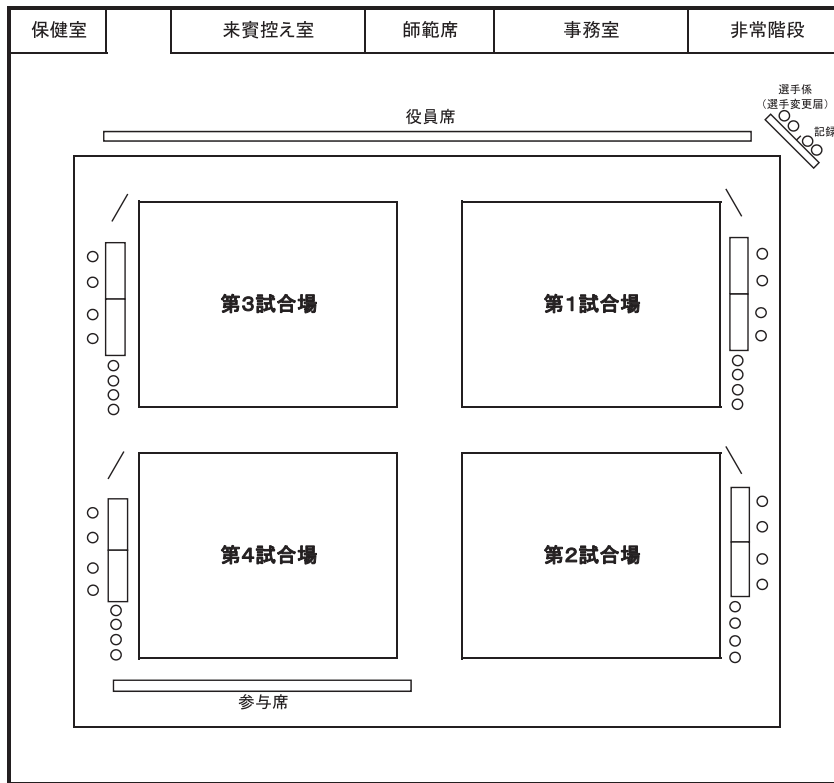 保健室
来賓控え室
師範席
事務室
非常階段
選手係
（選手変更届）
記録
役員席
第3試合場
第1試合場
第4試合場
第2試合場
参与席